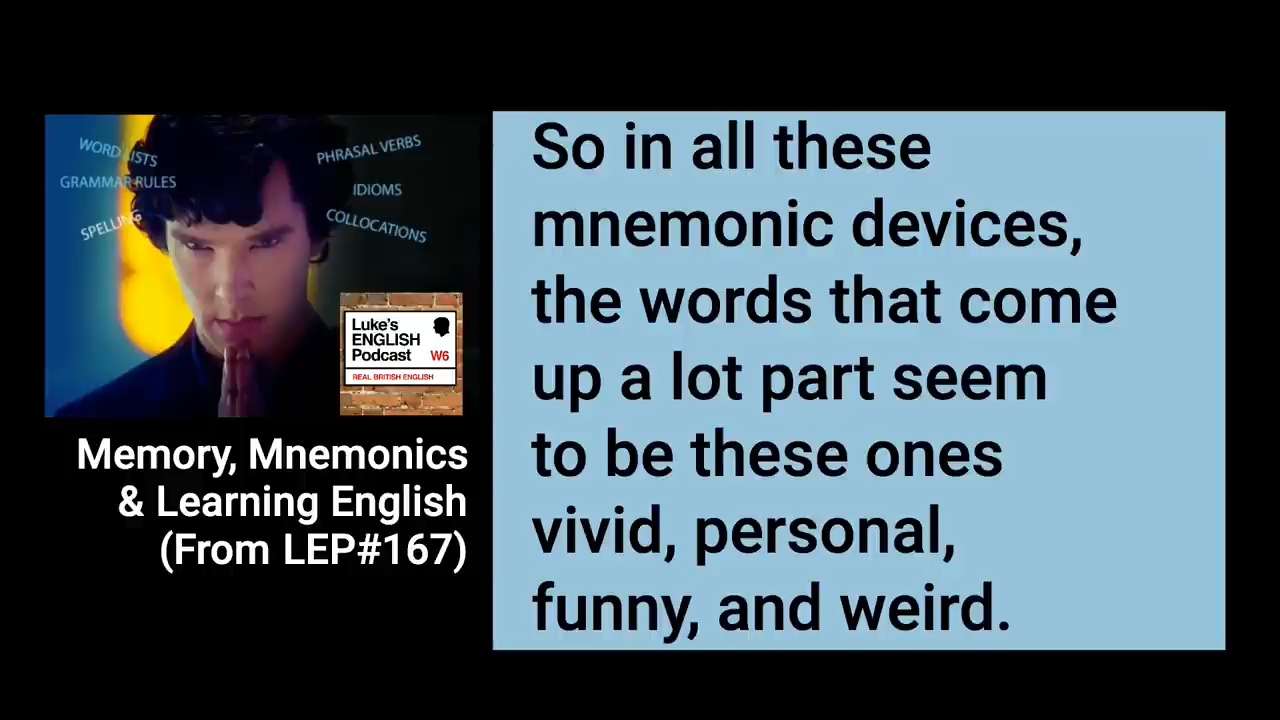 WORD LISTS
GRAMMAR RULES
SPELLING
PHRASAL VERBS
IDIOMS
COLLOCATIONS
Luke's
ENGLISH
Podcast W6
REAL BRITISH ENGLISH
Memory, Mnemonics
& Learning English
(From LEP#167)
So in all these
mnemonic devices,
the words that come
up a lot part seem
to be these ones
vivid, personal,
funny, and weird.